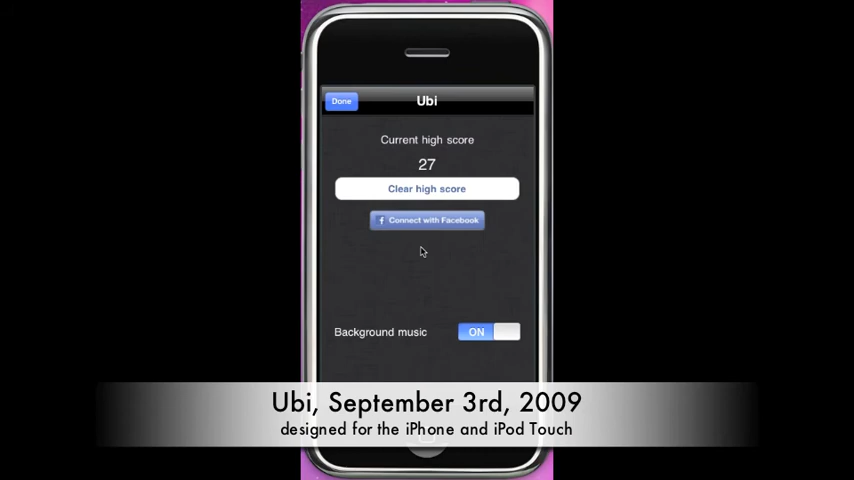 Done
Ubi
Current high score
27
Clear high score
f Connect with Facebook
Background music
ON
Ubi, September 3rd, 2009
designed for the iPhone and iPod Touch